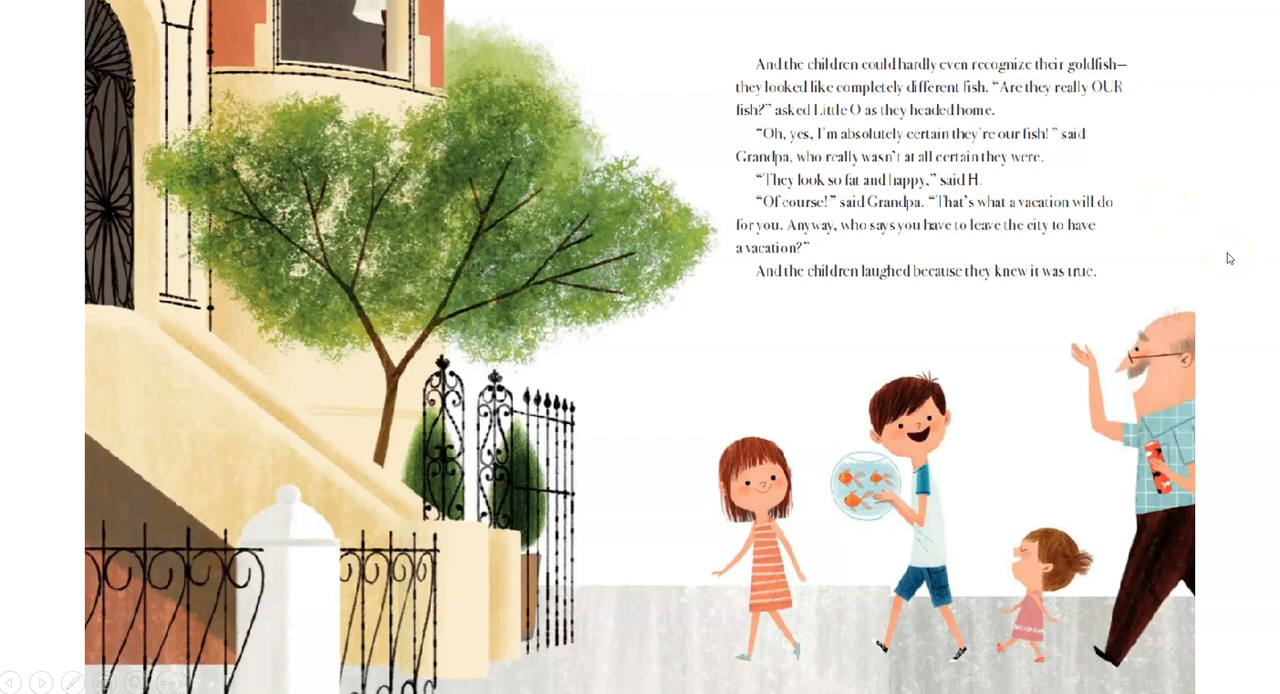 And the children could hardly even recognize their goldfish—
they looked like completely different fish. “Are they really OUR
fish?” asked Little O as they headed home.
“Oh, yes, I’m absolutely certain they’re our fish! ” said
Grandpa, who really wasn’t at all certain they were.
“They look so fat and happy,” said H.
“Of course!” said Grandpa. “That’s what a vacation will do
for you. Anyway, who says you have to leave the city to have
a vacation?”
And the children laughed because they knew it was true.